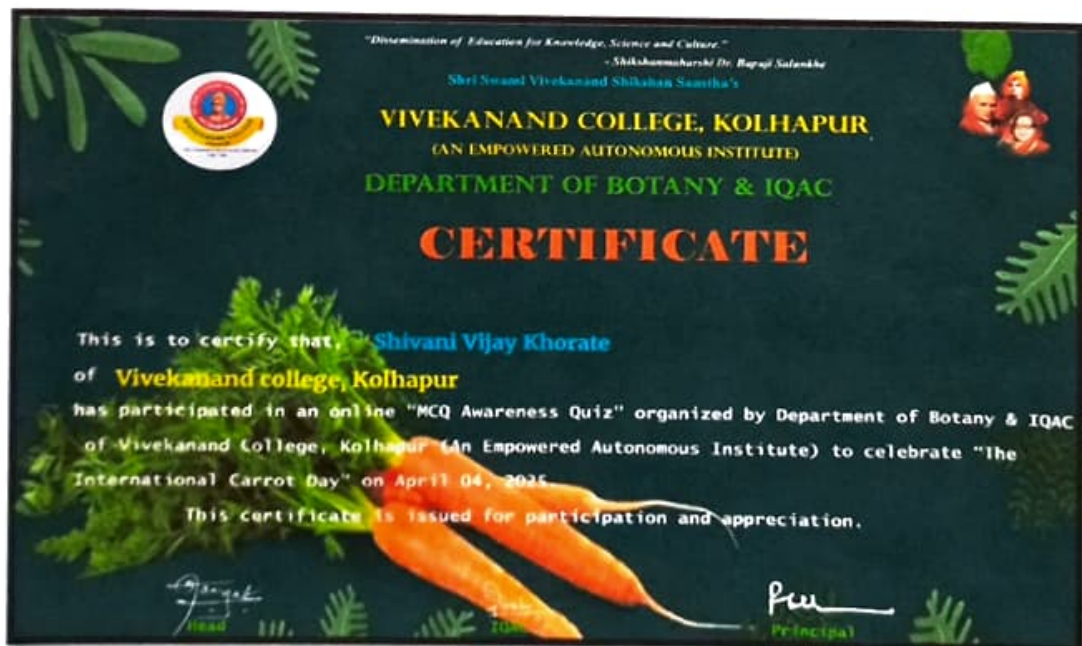 "Dissemination of Education for Knowledge, Science and Culture."
- Shikshanmaharshi Dr. Bapuji Salunkhe
Shri Swami Vivekanand Shikshan Sanstha's
VIVEKANAND COLLEGE, KOLHAPUR
(AN EMPOWERED AUTONOMOUS INSTITUTE)
DEPARTMENT OF BOTANY & IQAC
CERTIFICATE
This is to certify that, Shivani Vijay Khorate
of Vivekanand college, Kolhapur
has participated in an online "MCQ Awareness Quiz" organized by Department of Botany & IQAC
of Vivekanand College, Kolhapur (An Empowered Autonomous Institute) to celebrate "The
International Carrot Day" on April 04, 2025.
This certificate is issued for participation and appreciation.
Head IQAC Principal